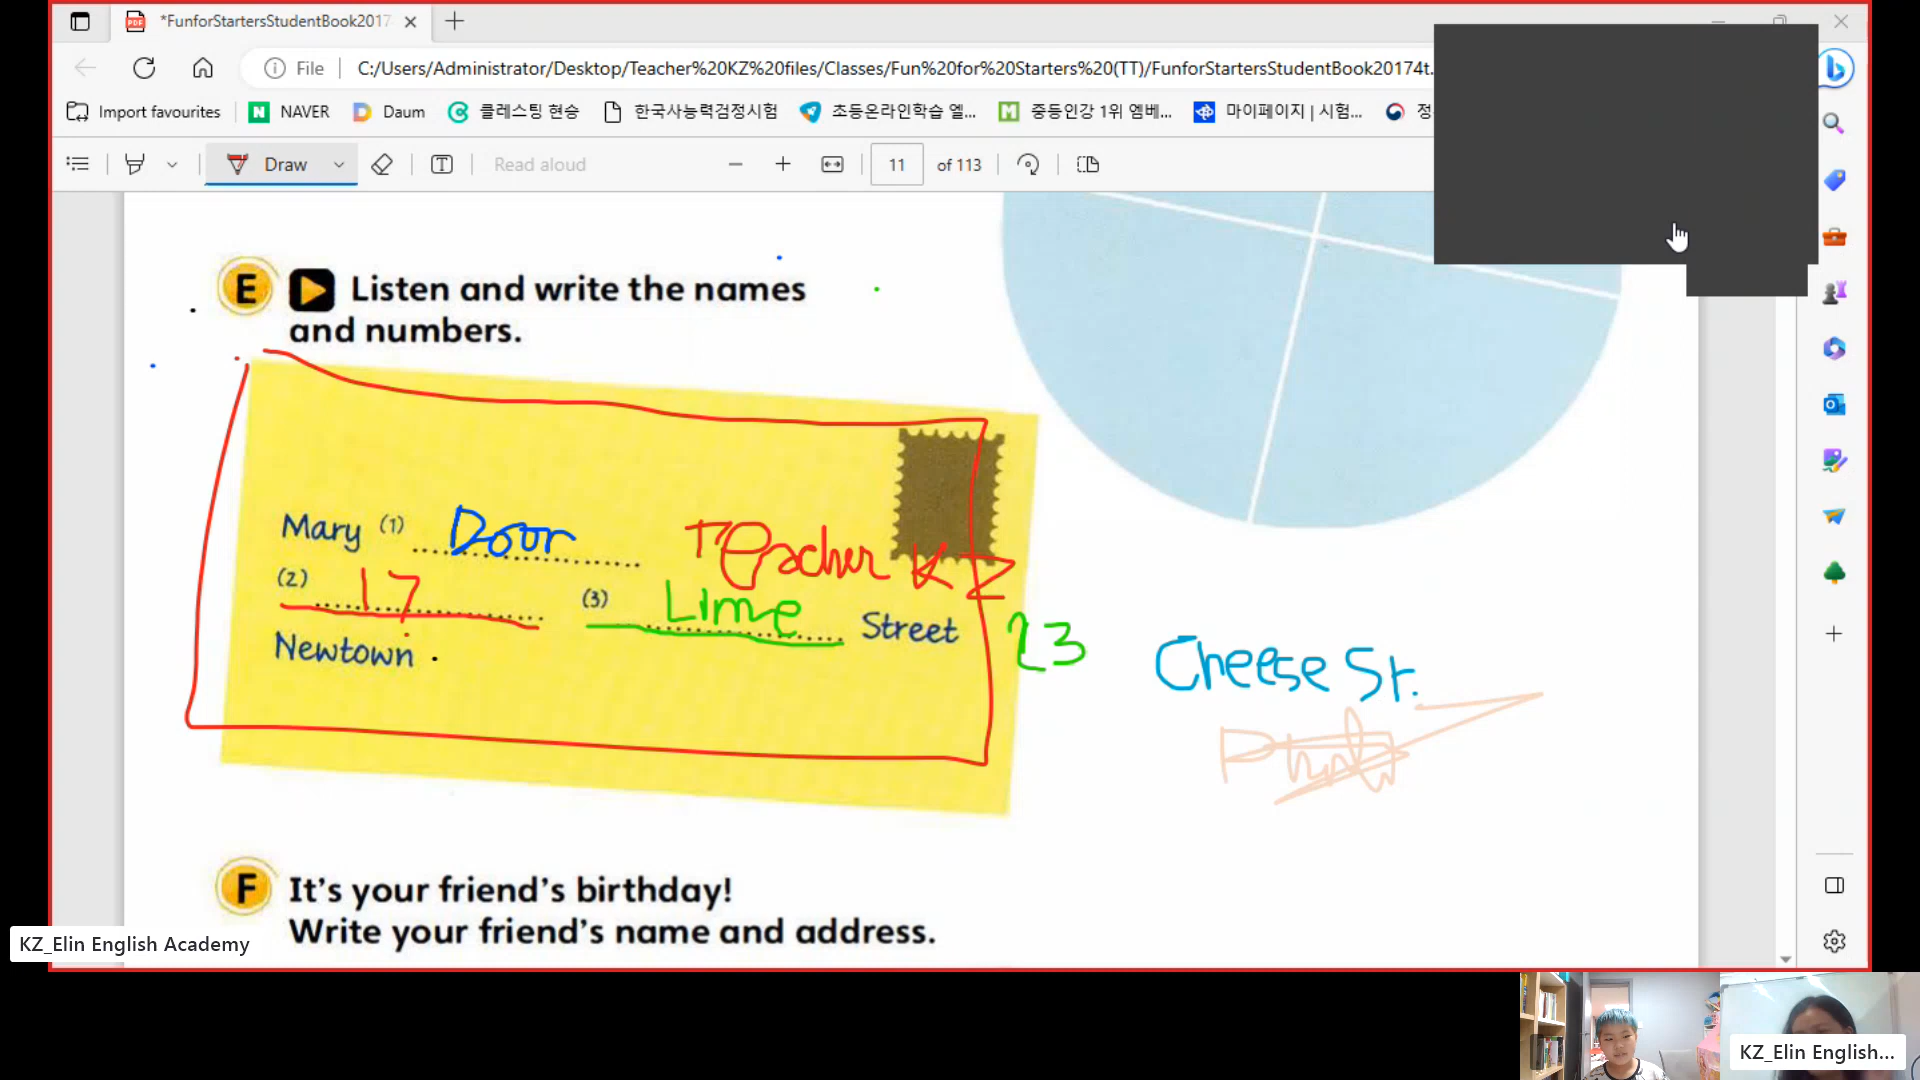 *FunforStartersStudentBook2017
File C:/Users/Administrator/Desktop/Teacher%20KZ%20files/Classes/Fun%20for%20Starters%20(TT)/FunforStartersStudentBook20174t.
Import favourites NAVER Daum 클레스팅 현승 한국사능력검정시험 초등온라인학습 엘... 중등인강 1위 엠베... 마이페이지 | 시험... 정
Draw Read aloud 11 of 113
E Listen and write the names
and numbers.
Mary (1) Door Teacher KZ
(2) 17 (3) Lime Street 23
Newtown
Cheese St.
F It's your friend's birthday!
Write your friend's name and address.
KZ_Elin English Academy
KZ_Elin English...